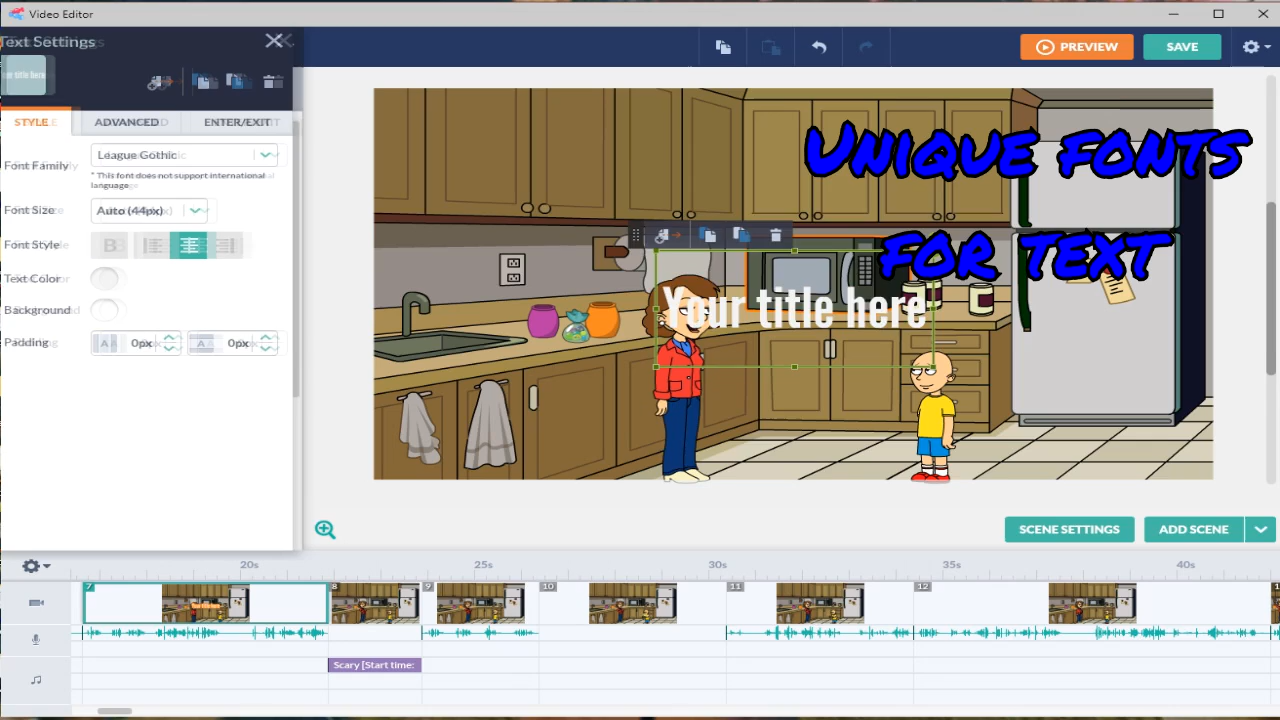 Video Editor
Text Settings
PREVIEW
SAVE
STYLE
ADVANCED
ENTER/EXIT
Font Family
League Gothic
* This font does not support international
language
Font Size
Auto (44px)
Font Style
B
Text Color
Background
Padding
0px
0px
Unique fonts
for text
Your title here
SCENE SETTINGS
ADD SCENE
20s
25s
30s
35s
40s
7
8
9
10
11
12
Scary [Start time: